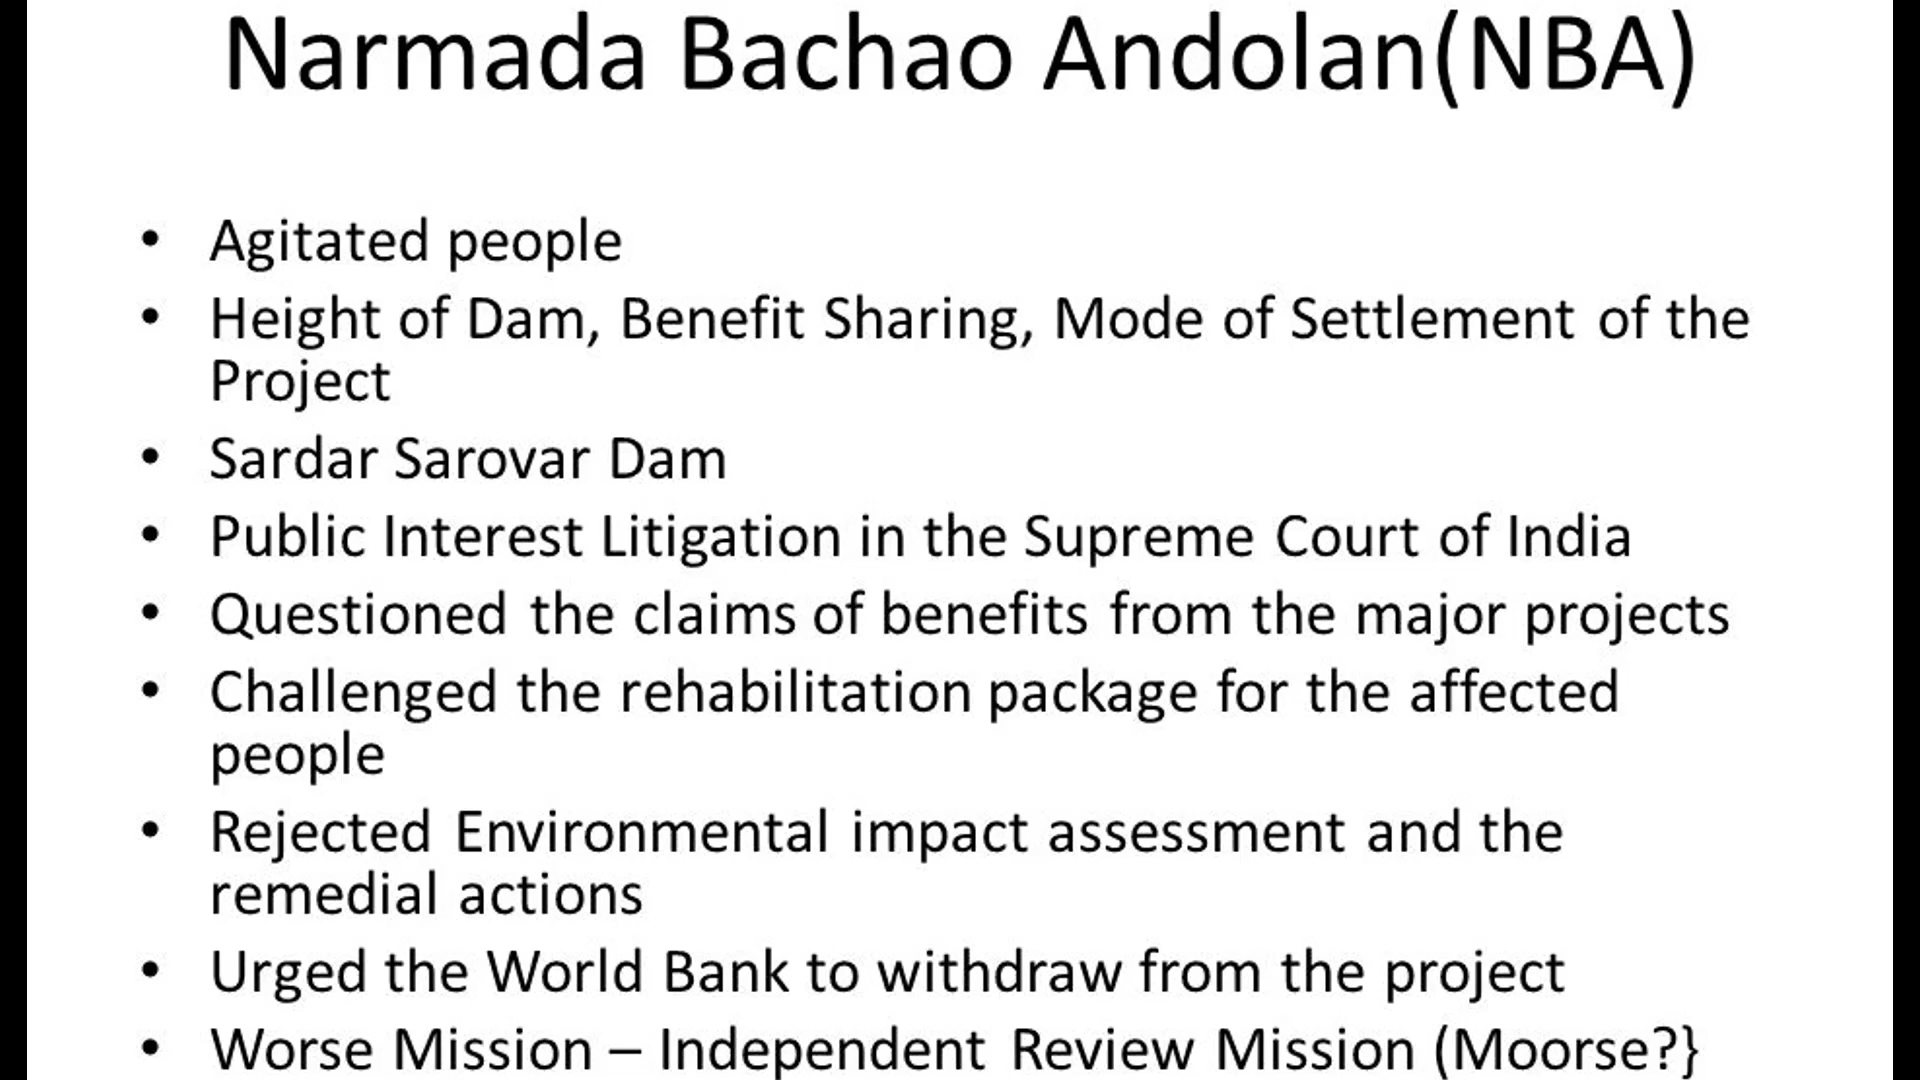 Narmada Bachao Andolan(NBA)
• Agitated people
• Height of Dam, Benefit Sharing, Mode of Settlement of the
Project
• Sardar Sarovar Dam
• Public Interest Litigation in the Supreme Court of India
• Questioned the claims of benefits from the major projects
• Challenged the rehabilitation package for the affected
people
• Rejected Environmental impact assessment and the
remedial actions
• Urged the World Bank to withdraw from the project
• Worse Mission – Independent Review Mission (Moorse?}